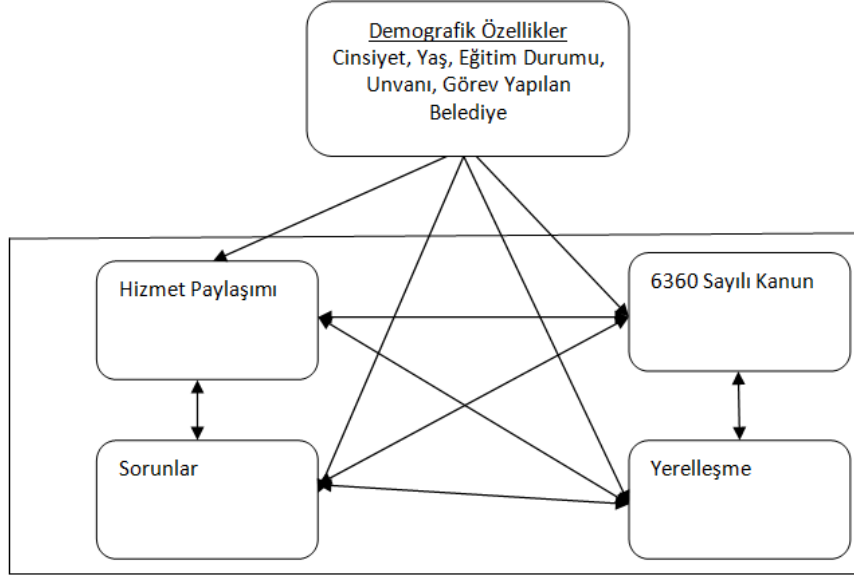 Demografik Özellikler
Cinsiyet, Yaş, Eğitim Durumu,
Unvanı, Görev Yapılan
Belediye
Hizmet Paylaşımı
6360 Sayılı Kanun
Sorunlar
Yerelleşme